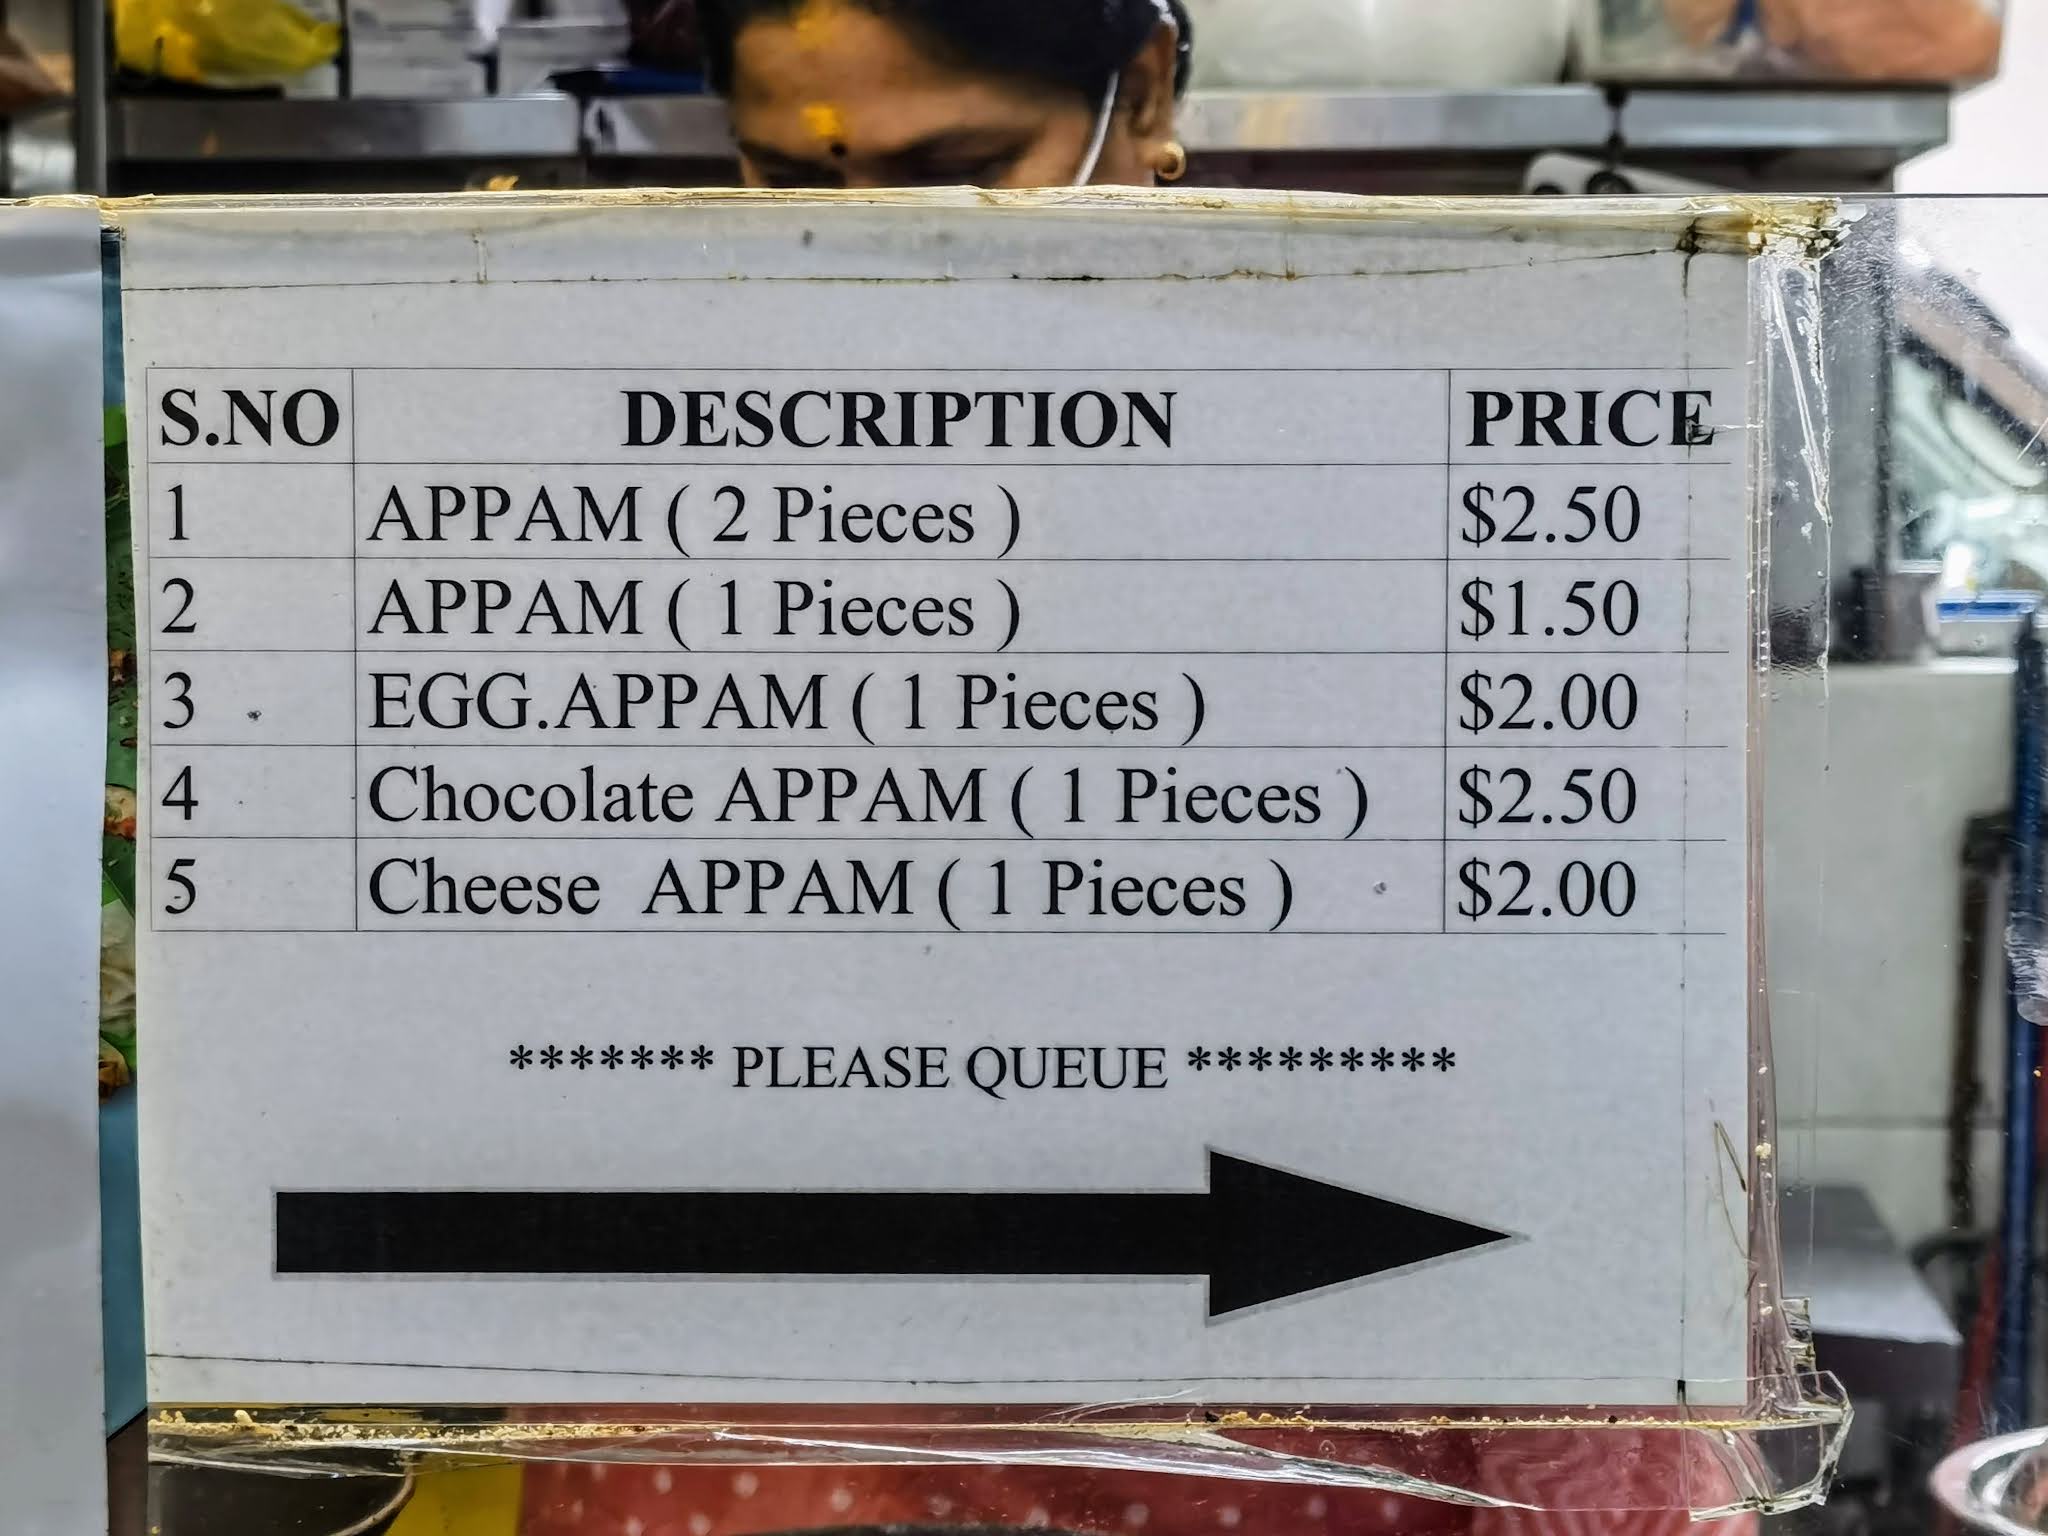 S.NO DESCRIPTION PRICE
1 APPAM ( 2 Pieces ) $2.50
2 APPAM ( 1 Pieces ) $1.50
3 EGG.APPAM ( 1 Pieces ) $2.00
4 Chocolate APPAM ( 1 Pieces ) $2.50
5 Cheese  APPAM ( 1 Pieces ) $2.00
******* PLEASE QUEUE *********